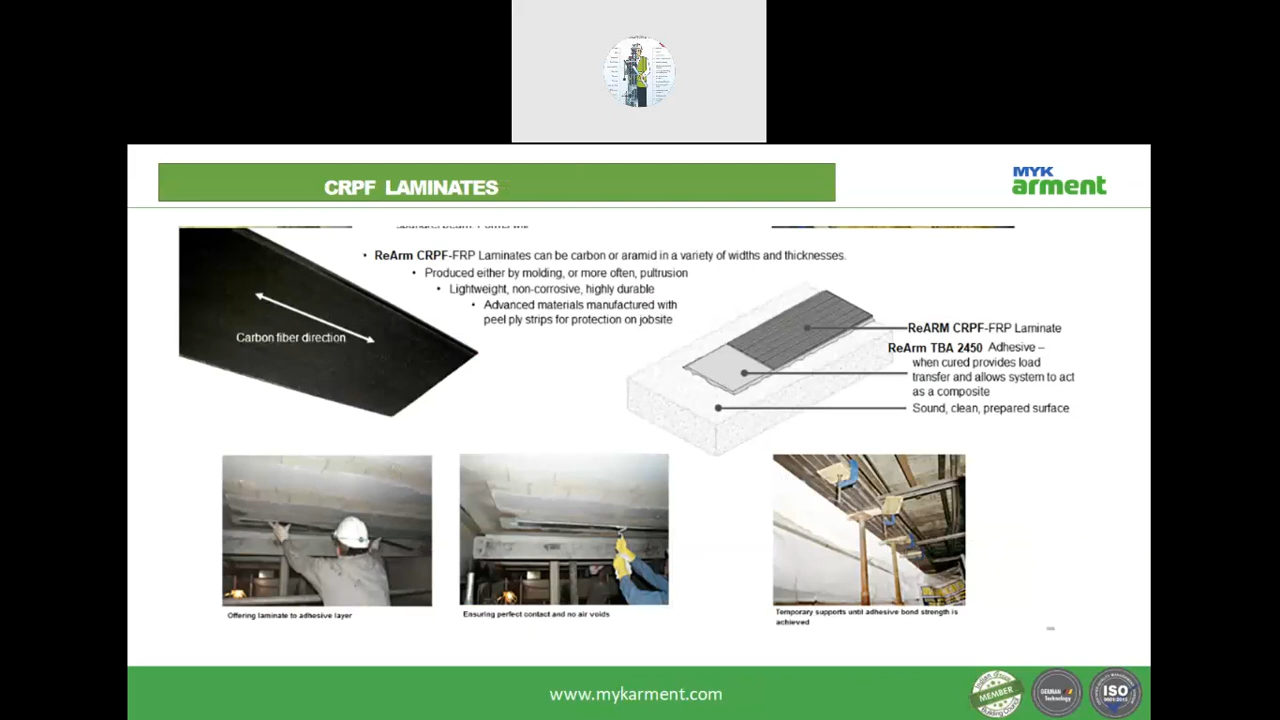 CRPF LAMINATES
MYK
arment
• ReArm CRPF-FRP Laminates can be carbon or aramid in a variety of widths and thicknesses.
• Produced either by molding, or more often, pultrusion
• Lightweight, non-corrosive, highly durable
• Advanced materials manufactured with
peel ply strips for protection on jobsite
Carbon fiber direction
ReARM CRPF-FRP Laminate
ReArm TBA 2450 Adhesive –
when cured provides load
transfer and allows system to act
as a composite
Sound, clean, prepared surface
Offering laminate to adhesive layer
Ensuring perfect contact and no air voids
Temporary supports until adhesive bond strength is
achieved
www.mykarment.com
MEMBER
GERMAN
Technology
ISO